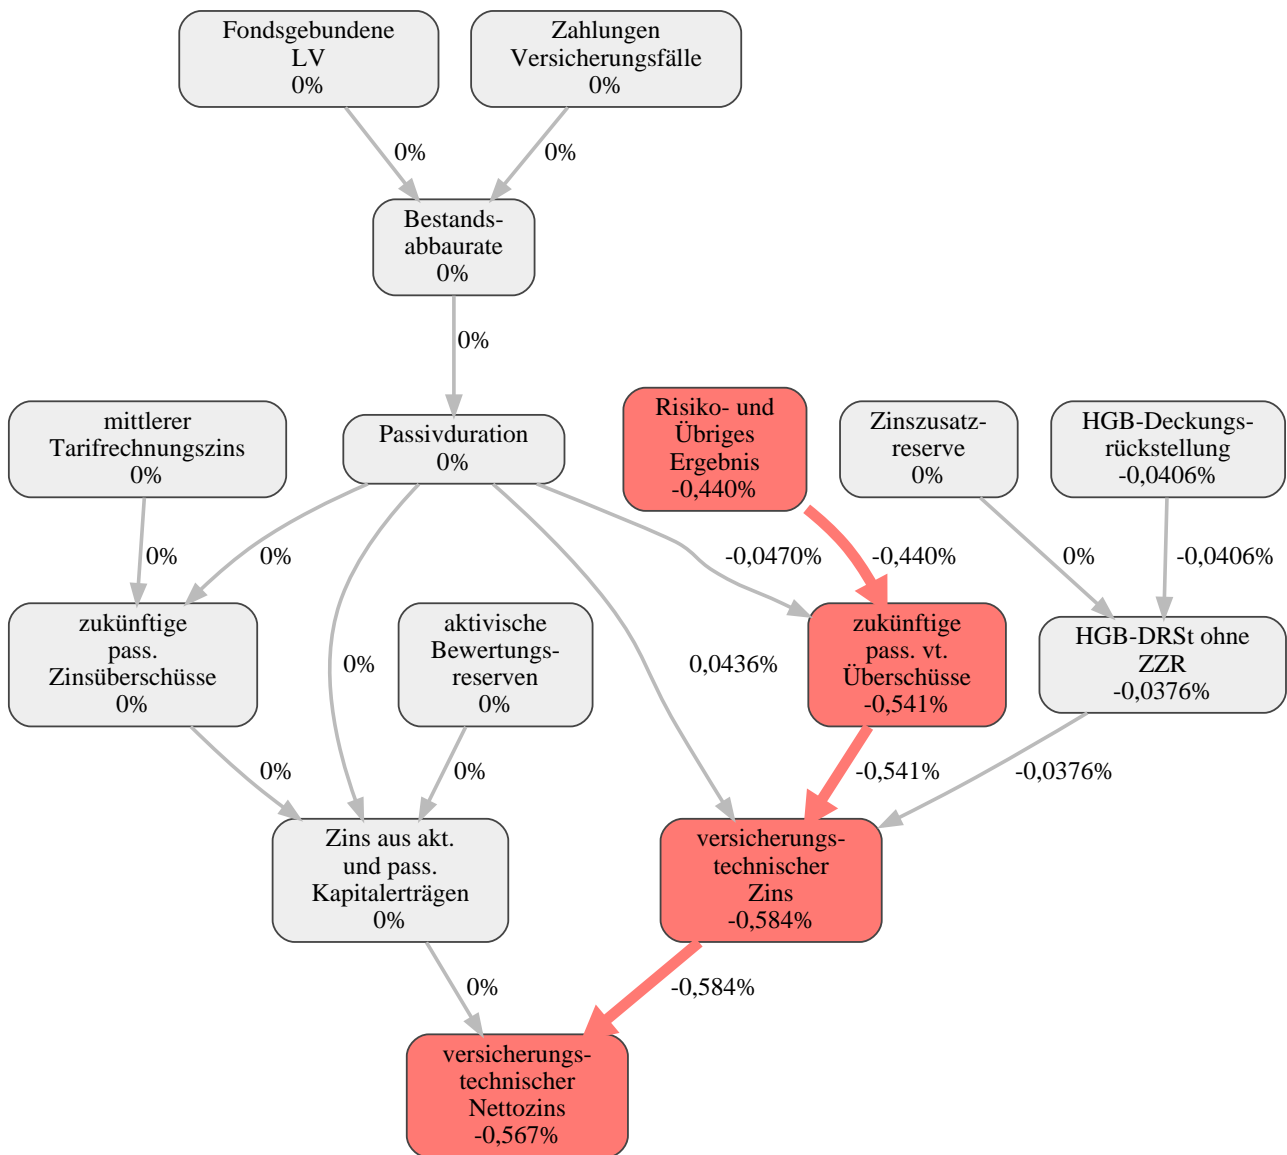 Fondsgebundene
LV
0%
Zahlungen
Versicherungsfälle
0%
0%
0%
Bestands-
abbaurate
0%
0%
mittlerer
Tarifrechnungszins
0%
Passivduration
0%
Risiko- und
Übriges
Ergebnis
-0,440%
Zinszusatz-
reserve
0%
HGB-Deckungs-
rückstellung
-0,0406%
0%
0%
-0,0470%
-0,440%
0%
-0,0406%
zukünftige
pass.
Zinsüberschüsse
0%
0%
aktivische
Bewertungs-
reserven
0%
0,0436%
zukünftige
pass. vt.
Überschüsse
-0,541%
HGB-DRSt ohne
ZZR
-0,0376%
0%
0%
-0,541%
-0,0376%
Zins aus akt.
und pass.
Kapitalerträgen
0%
versicherungs-
technischer
Zins
-0,584%
0%
-0,584%
versicherungs-
technischer
Nettozins
-0,567%